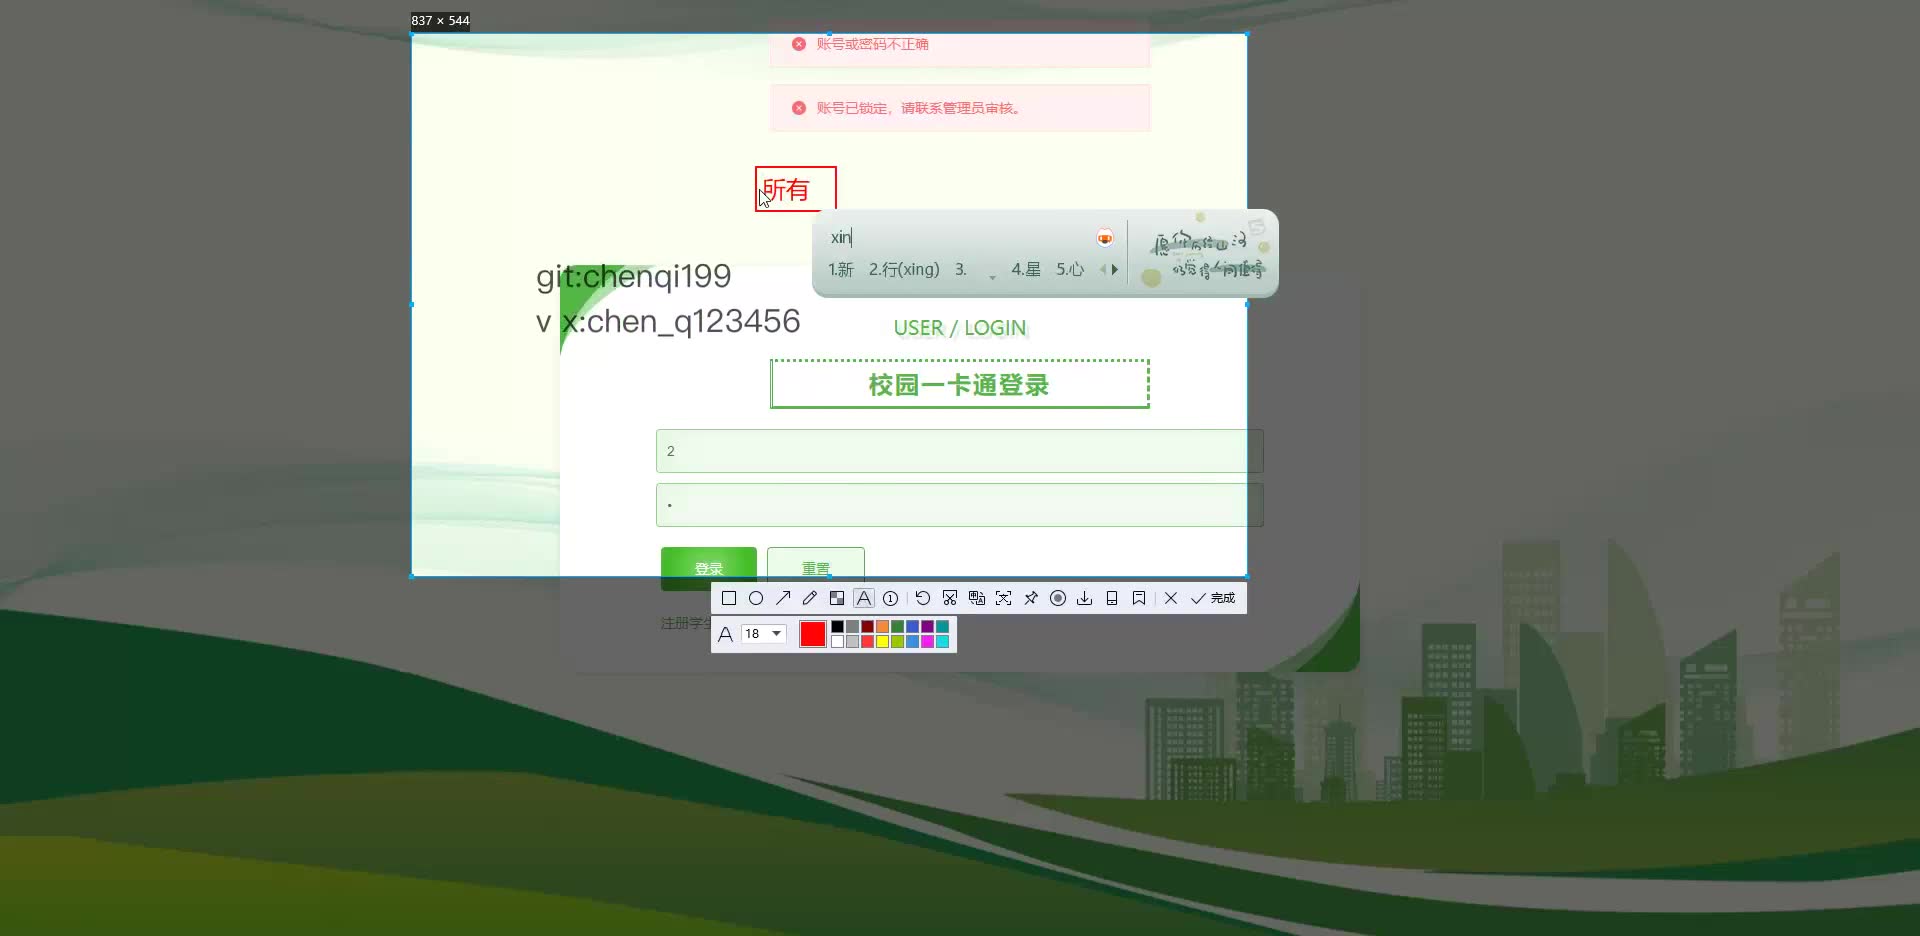 837 × 544
账号或密码不正确
账号已锁定，请联系管理员审核。
所有
xin
1.新 2.行(xing) 3. 4.星 5.心
git:chenqi199
v x:chen_q123456
USER / LOGIN
校园一卡通登录
2
登录 重置
完成
注册学生
A 18